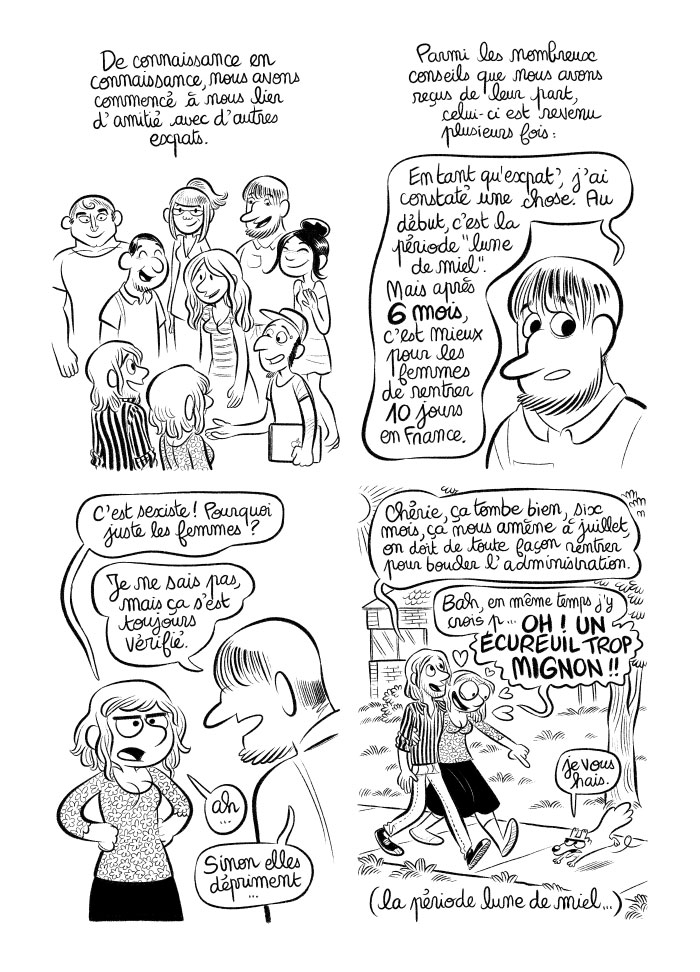 De connaissance en
connaissance, nous avons
commencé à nous lier
d'amitié avec d'autres
expats.
Parmi les nombreux
conseils que nous avons
reçus de leur part,
celui-ci est revenu
plusieurs fois :
En tant qu'expat', j'ai
constaté une chose. Au
début, c'est la
période "lune
de miel".
Mais après
6 mois,
c'est mieux
pour les
femmes
de rentrer
10 jours
en France.
C'est sexiste ! Pourquoi
juste les femmes ?
Je ne sais pas,
mais ça s'est
toujours
vérifié.
ah
...
Sinon elles
dépriment
...
Chérie, ça tombe bien, six
mois, ça nous amène à juillet,
on doit de toute façon rentrer
pour boucler l'administration.
Bah, en même temps j'y
crois p... OH ! UN
ÉCUREUIL TROP
MIGNON !!
je vous
hais.
(la période lune de miel...)